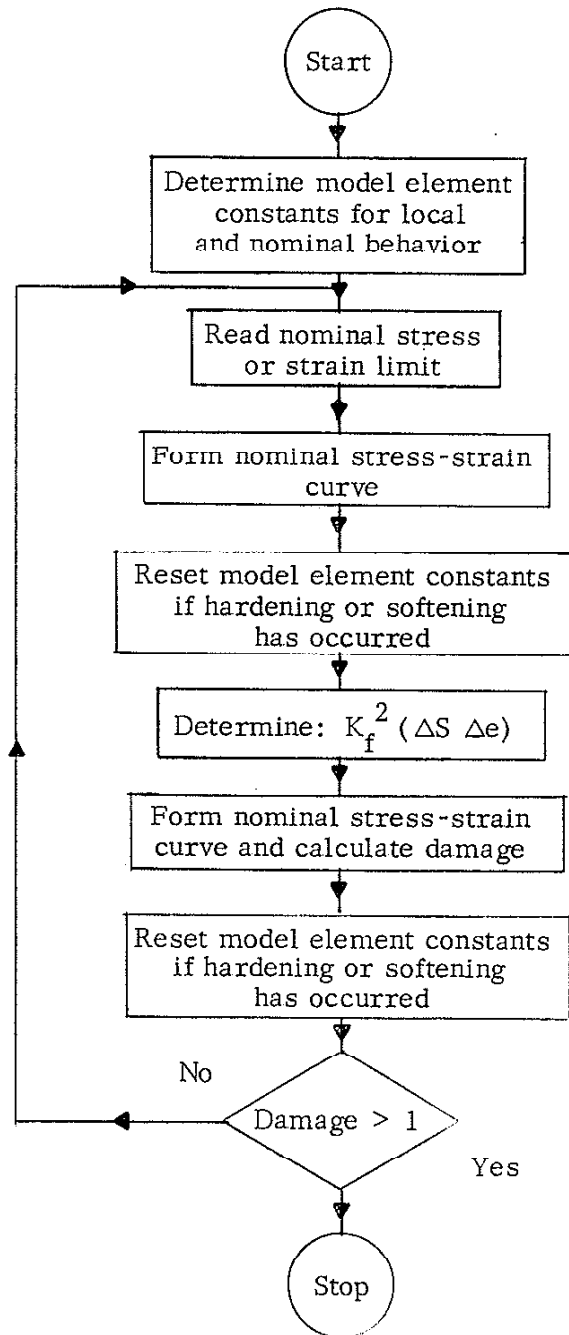 Start
Determine model element
constants for local
and nominal behavior
Read nominal stress
or strain limit
Form nominal stress-strain
curve
Reset model element constants
if hardening or softening
has occurred
Determine: K_f^2 (ΔS Δe)
Form nominal stress-strain
curve and calculate damage
Reset model element constants
if hardening or softening
has occurred
No
Damage > 1
Yes
Stop